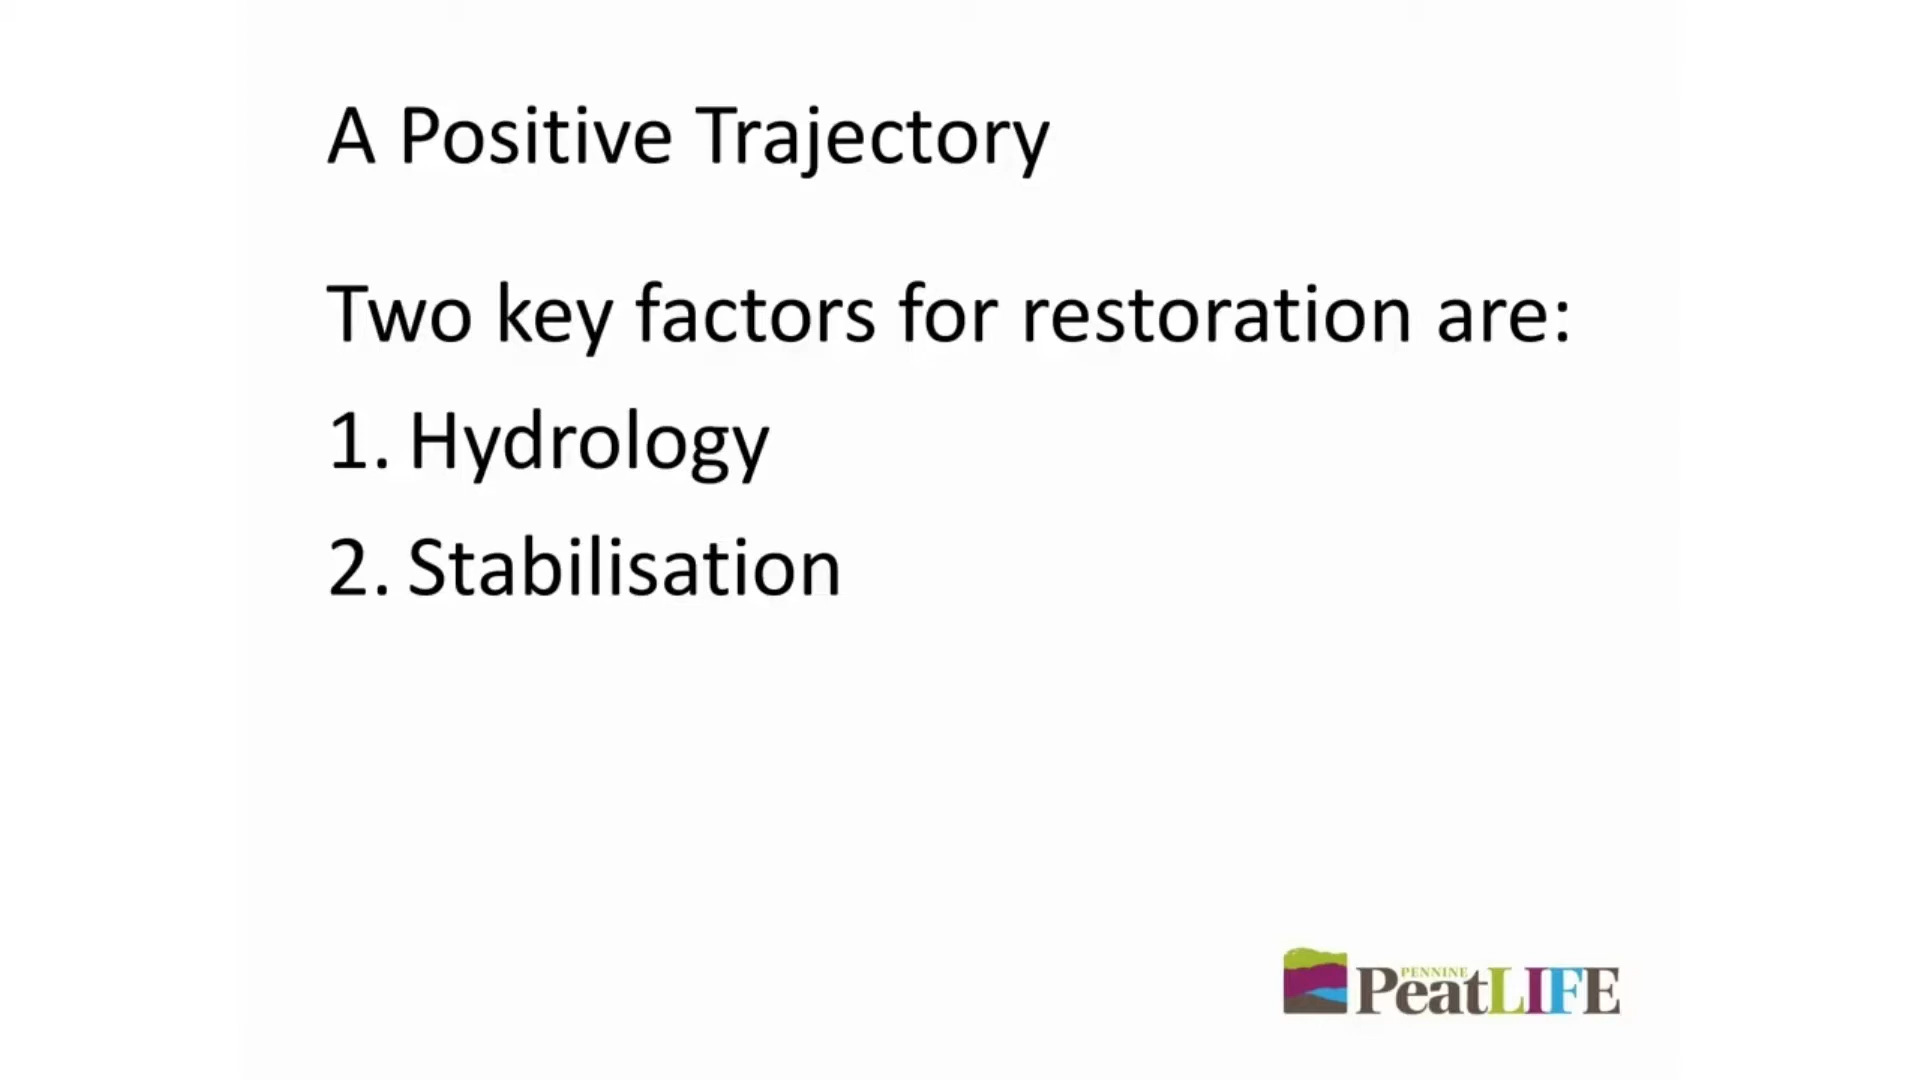 A Positive Trajectory
Two key factors for restoration are:
1. Hydrology
2. Stabilisation
PENNINE
PeatLIFE